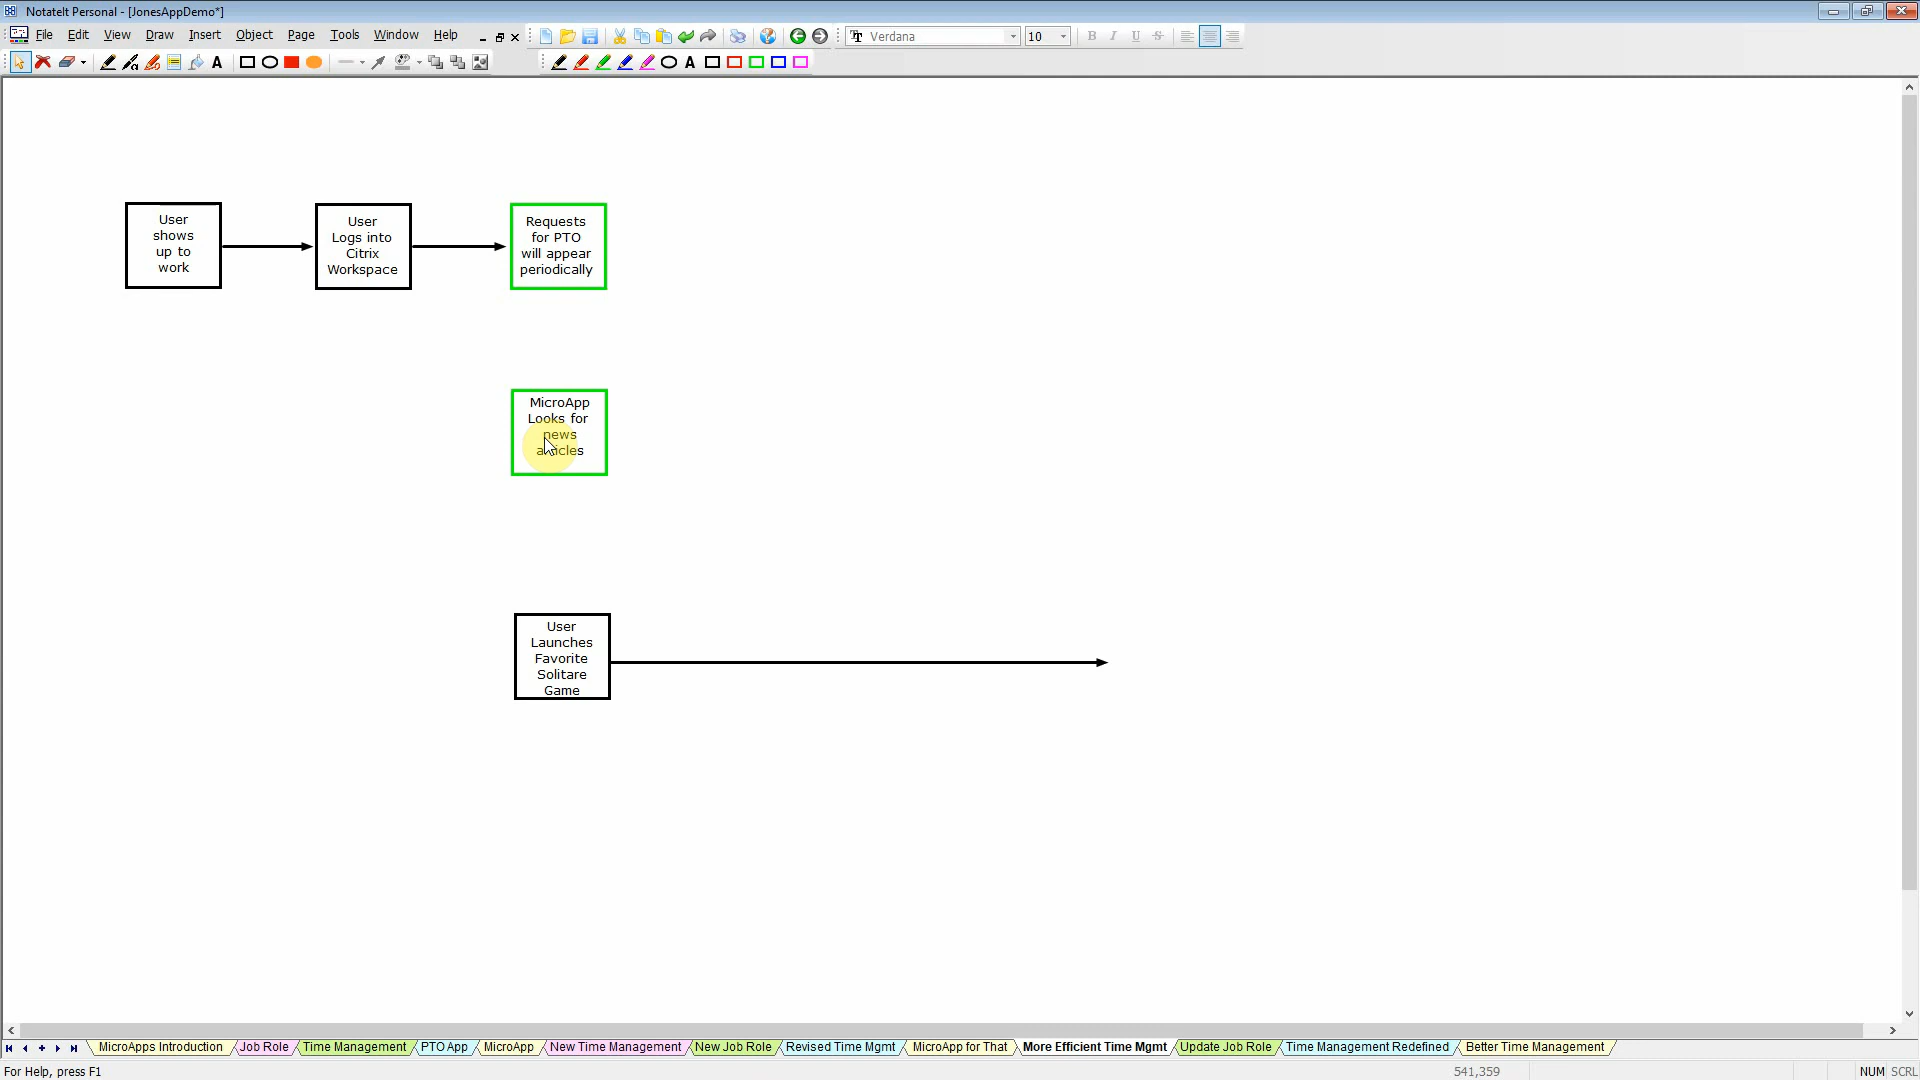 NotateIt Personal - [JonesAppDemo*]
File Edit View Draw Insert Object Page Tools Window Help
Verdana 10 B I U S
A A
User
shows
up to
work
User
Logs into
Citrix
Workspace
Requests
for PTO
will appear
periodically
MicroApp
Looks for
news
articles
User
Launches
Favorite
Solitare
Game
MicroApps Introduction Job Role Time Management PTO App MicroApp New Time Management New Job Role Revised Time Mgmt MicroApp for That More Efficient Time Mgmt Update Job Role Time Management Redefined Better Time Management
For Help, press F1 541,359 NUM SCRL